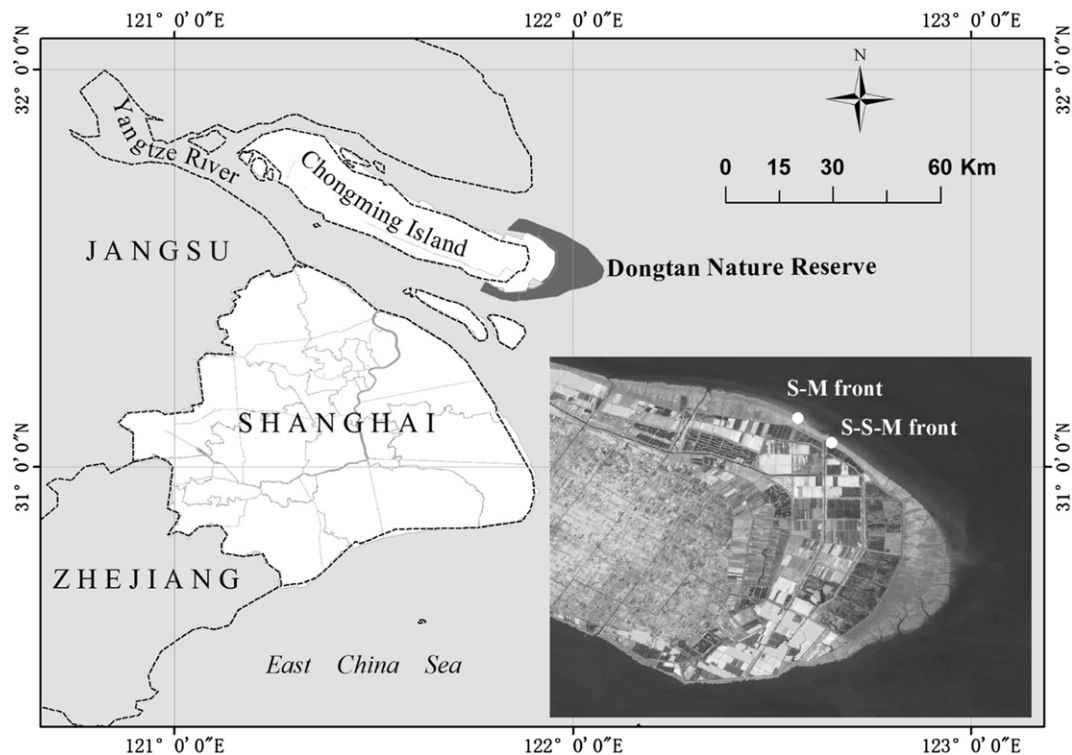 121° 0′0″E
122° 0′0″E
123° 0′0″E
32° 0′0″N
32° 0′0″N
N
0 15 30 60 Km
Yangtze River
Chongming Island
JANGSU
Dongtan Nature Reserve
S-M front
S-S-M front
SHANGHAI
31° 0′0″N
31° 0′0″N
ZHEJIANG
East China Sea
121° 0′0″E
122° 0′0″E
123° 0′0″E